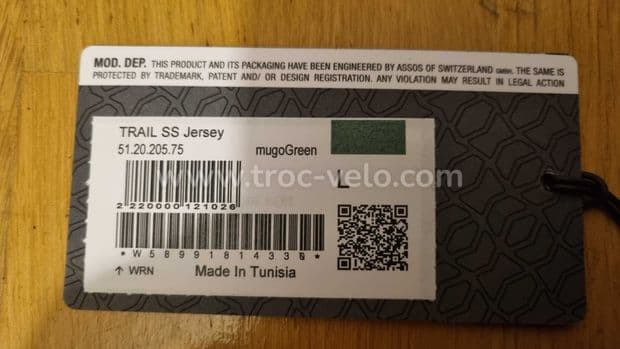 MOD. DEP. THIS PRODUCT AND ITS PACKAGING HAVE BEEN ENGINEERED BY ASSOS OF SWITZERLAND GmbH. THE SAME IS
PROTECTED BY TRADEMARK, PATENT AND/ OR DESIGN REGISTRATION. ANY VIOLATION MAY RESULT IN LEGAL ACTION
TRAIL SS Jersey
51.20.205.75
mugoGreen
www.troc-velo.com
L
2 220000 121026
*W58991814330*
↑ WRN
Made In Tunisia